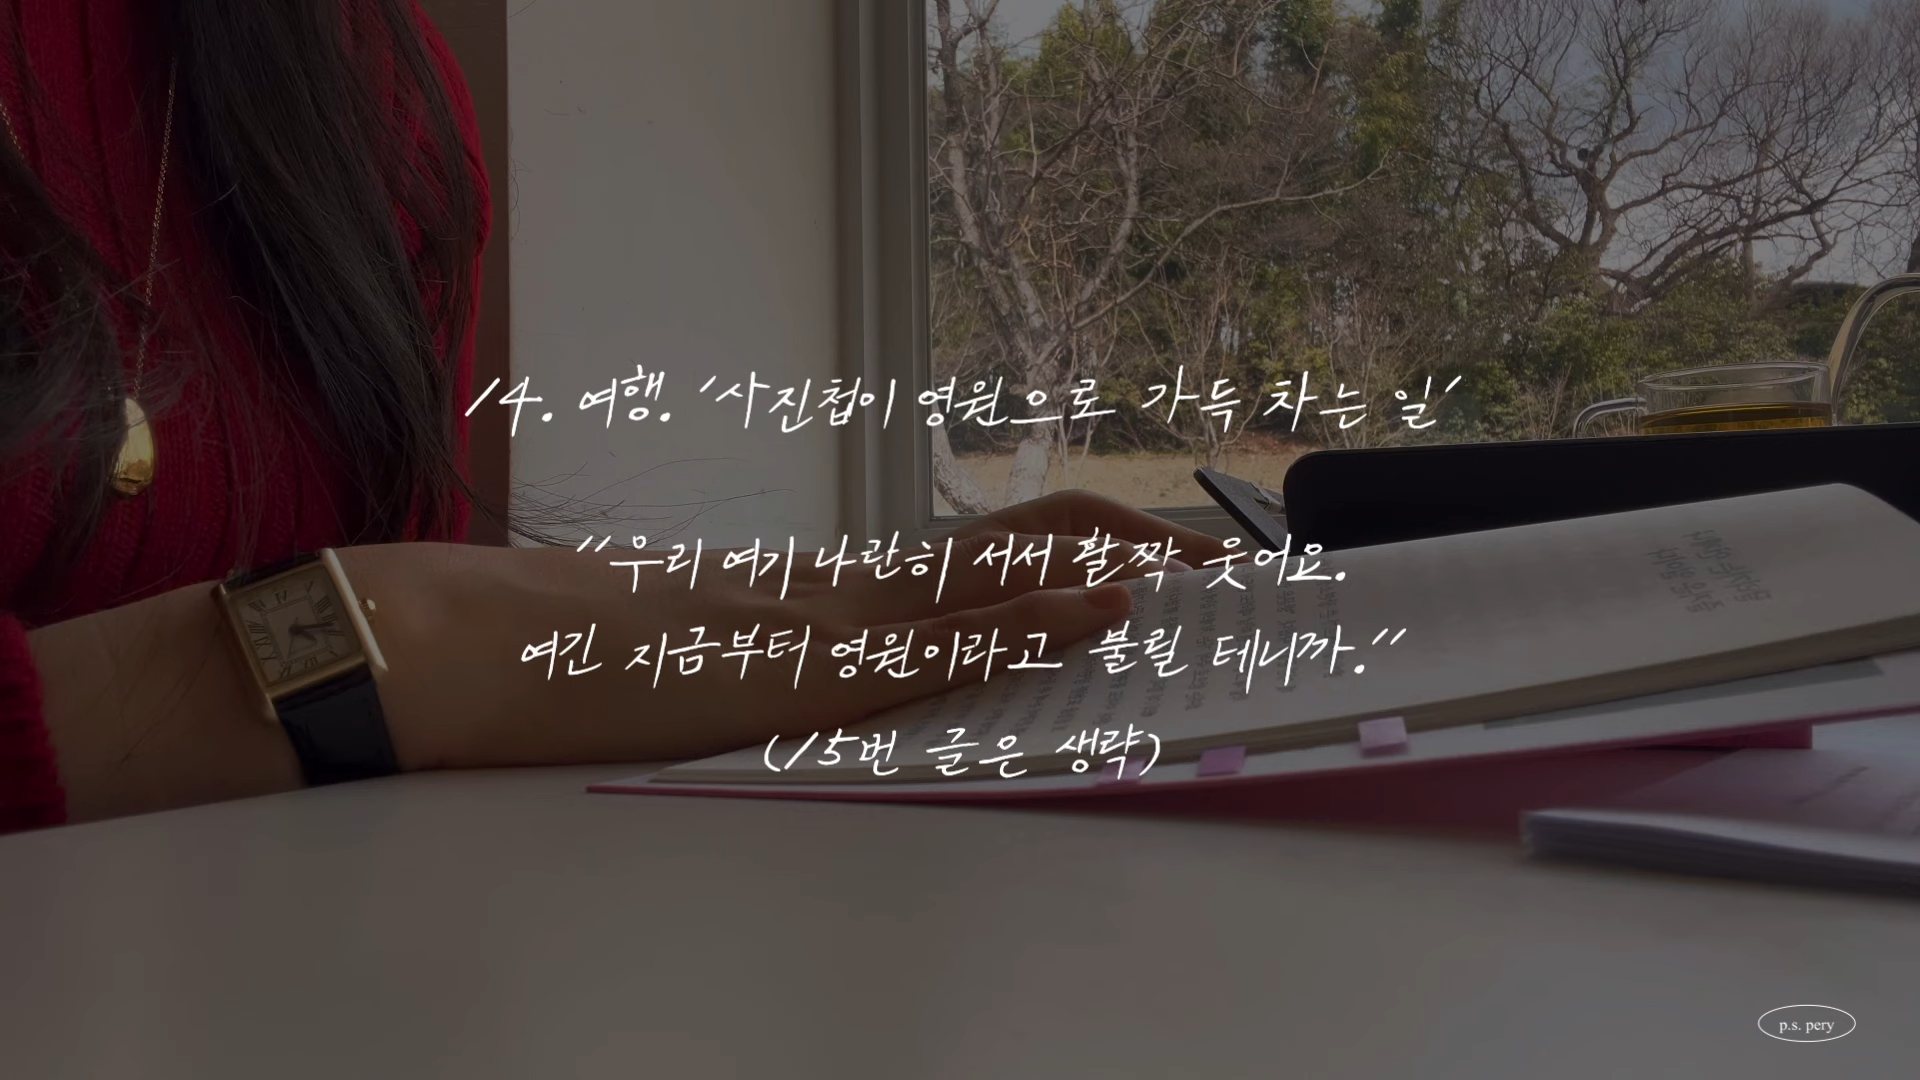 14. 여행. '사진첩이 영원으로 가득 차는 일'
"우리 여기 나란히 서서 활짝 웃어요.
여긴 지금부터 영원이라고 불릴 테니까."
(15번 글은 생략)
p.s. pery